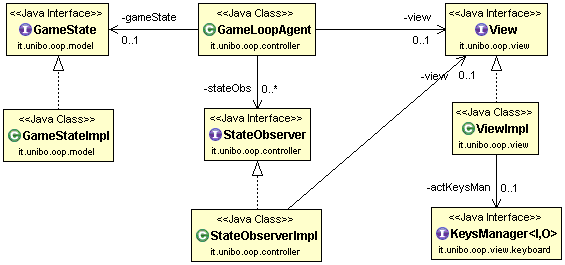 <<Java Interface>>
GameState
it.unibo.oop.model
-gameState
0..1
<<Java Class>>
GameLoopAgent
it.unibo.oop.controller
-view
0..1
<<Java Interface>>
View
it.unibo.oop.view
-stateObs
0..*
-view
0..1
<<Java Class>>
GameStateImpl
it.unibo.oop.model
<<Java Interface>>
StateObserver
it.unibo.oop.controller
<<Java Class>>
ViewImpl
it.unibo.oop.view
-actKeysMan
0..1
<<Java Class>>
StateObserverImpl
it.unibo.oop.controller
<<Java Interface>>
KeysManager<I,O>
it.unibo.oop.view.keyboard